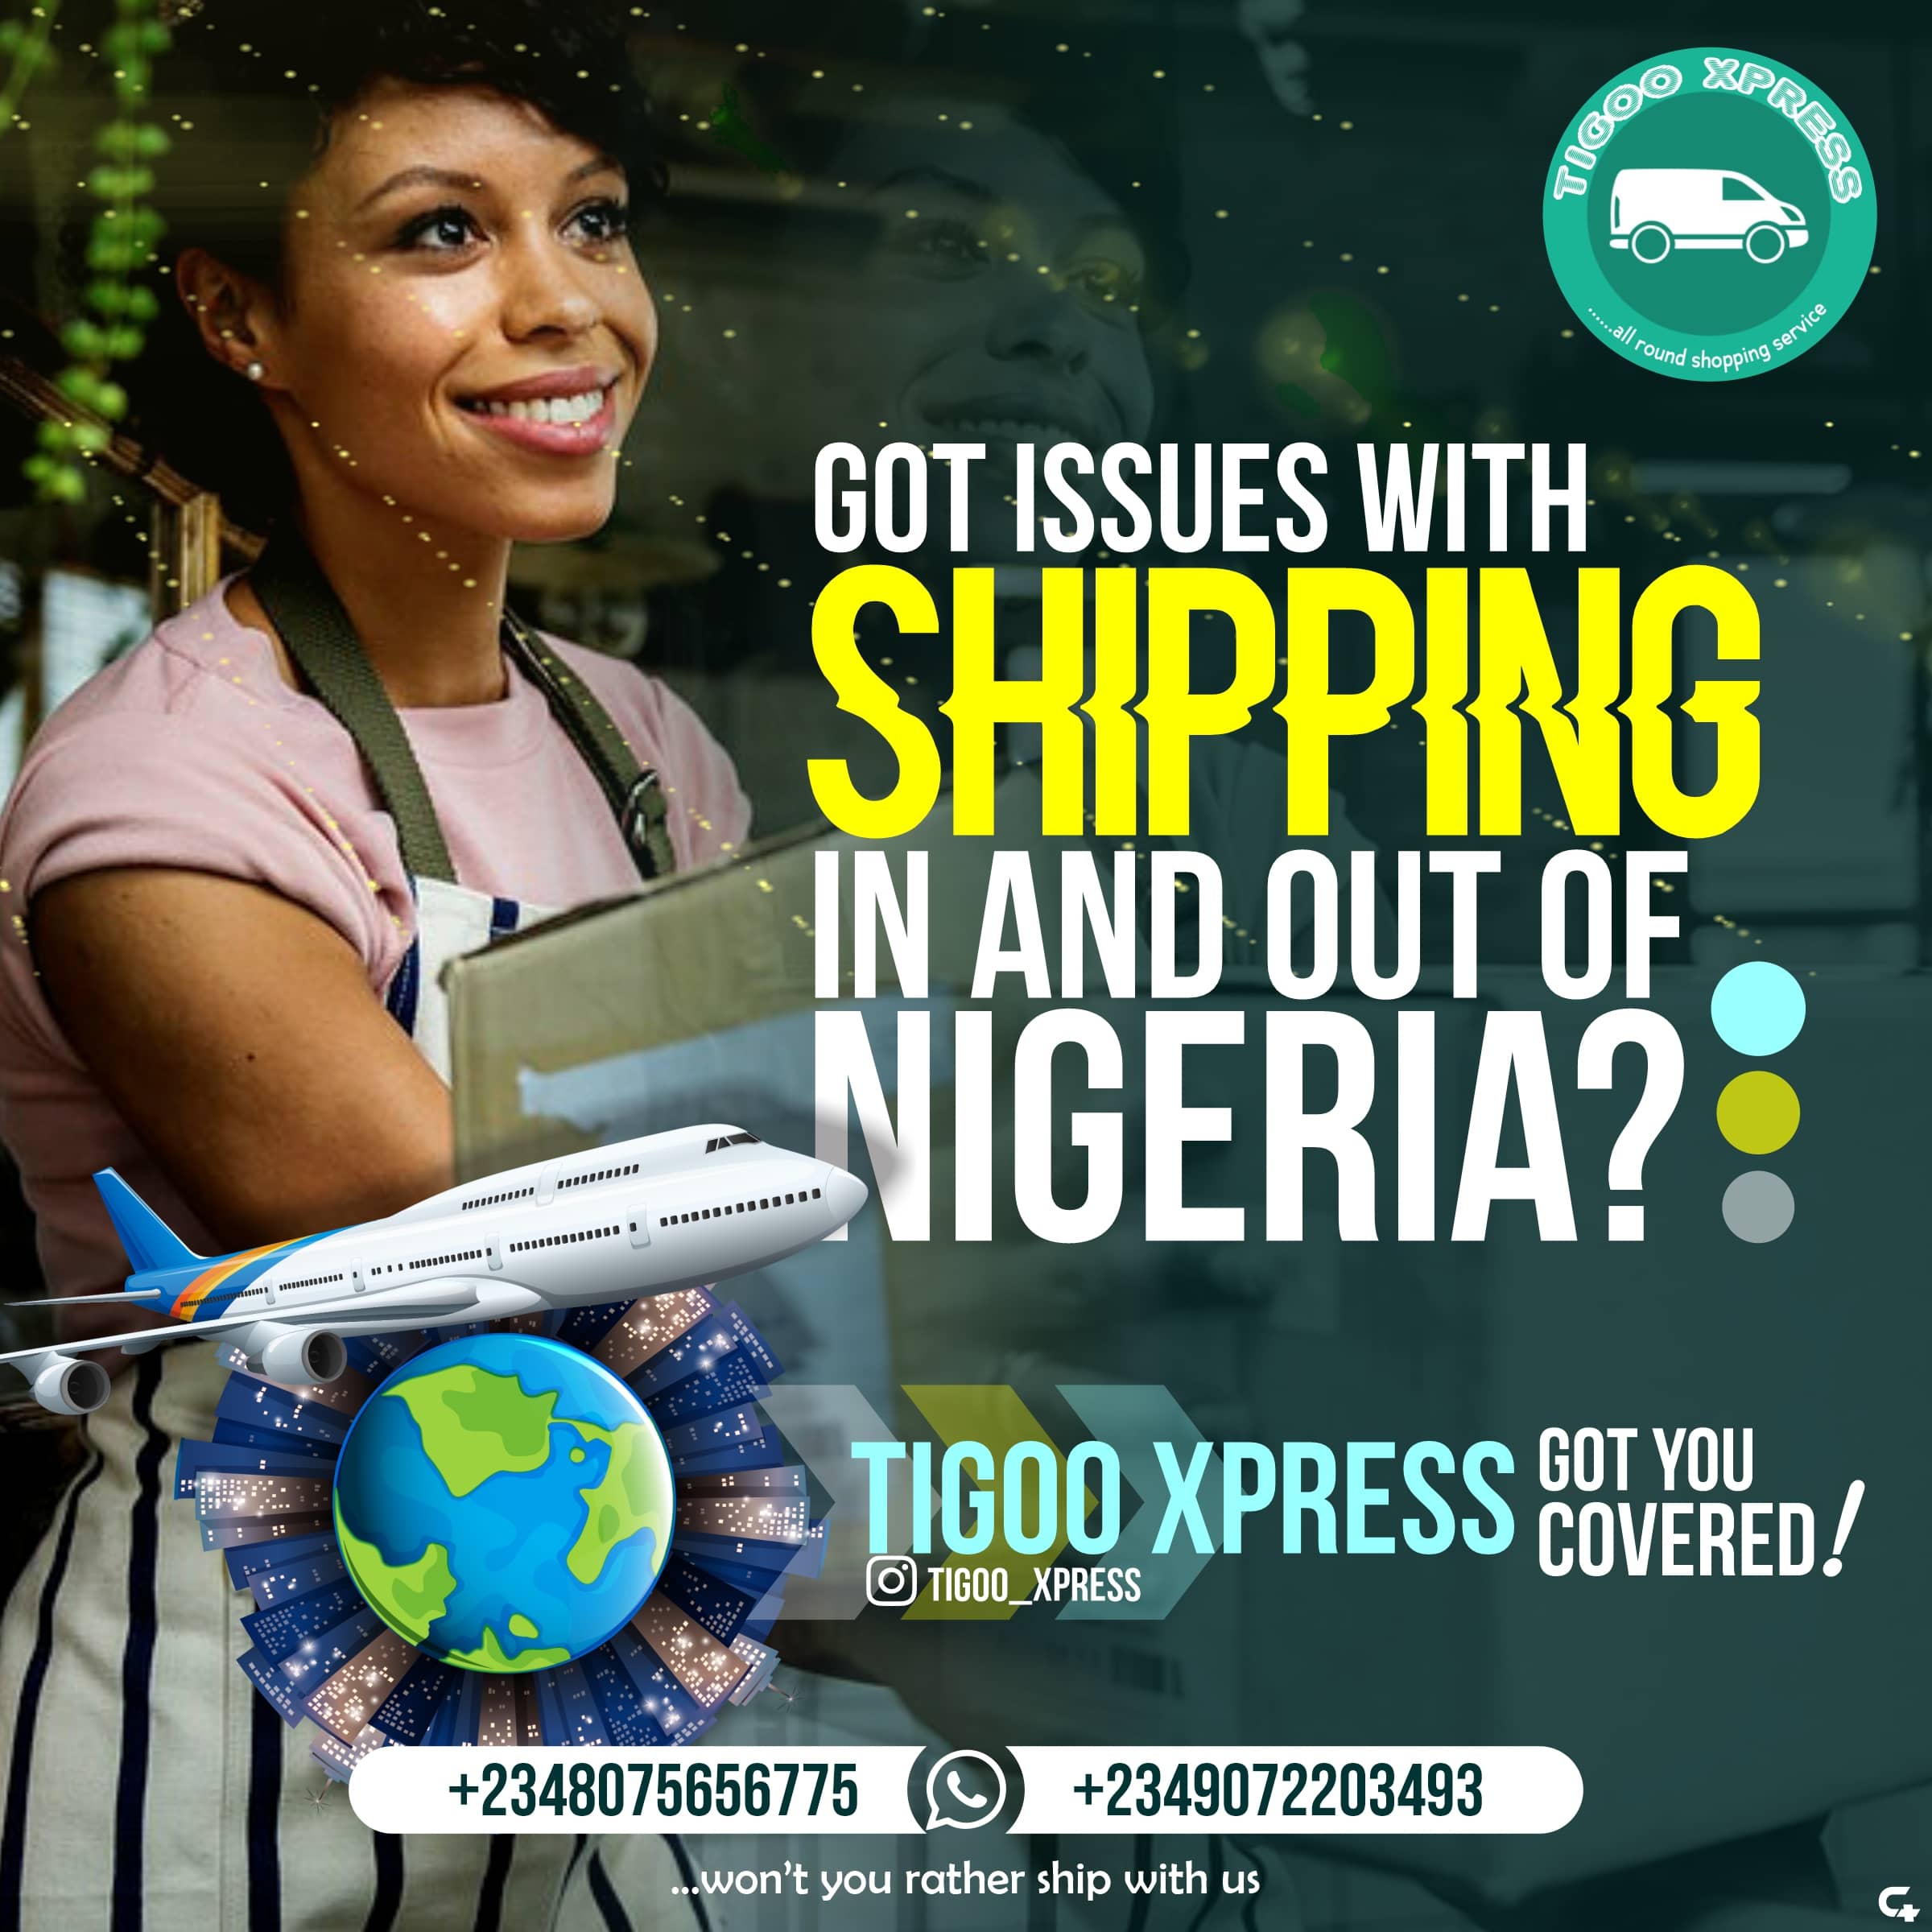 TIGOO XPRESS
......all round shopping service
GOT ISSUES WITH
SHIPPING
IN AND OUT OF
NIGERIA?
TIGOO XPRESS GOT YOU
COVERED!
TIGOO_XPRESS
+2348075656775 +2349072203493
...won't you rather ship with us